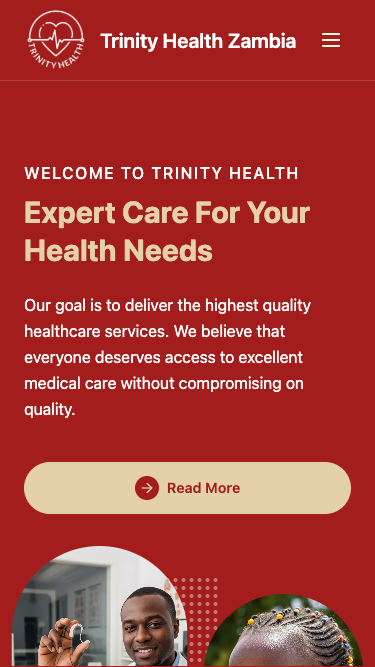 TRINITY HEALTH
Trinity Health Zambia
WELCOME TO TRINITY HEALTH
Expert Care For Your
Health Needs
Our goal is to deliver the highest quality
healthcare services. We believe that
everyone deserves access to excellent
medical care without compromising on
quality.
Read More